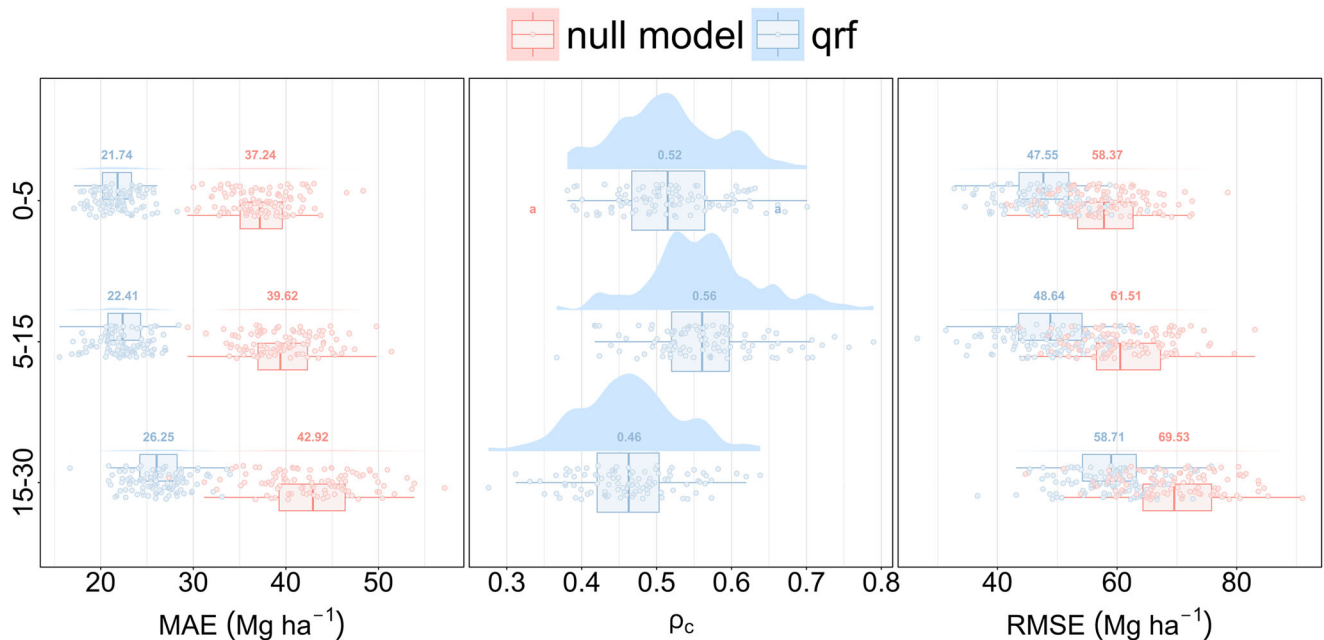 null model qrf
0-5
5-15
15-30
21.74
37.24
22.41
39.62
26.25
42.92
20 30 40 50
MAE (Mg ha⁻¹)
0.52
a a
0.56
0.46
0.3 0.4 0.5 0.6 0.7 0.8
ρc
47.55 58.37
48.64 61.51
58.71 69.53
40 60 80
RMSE (Mg ha⁻¹)